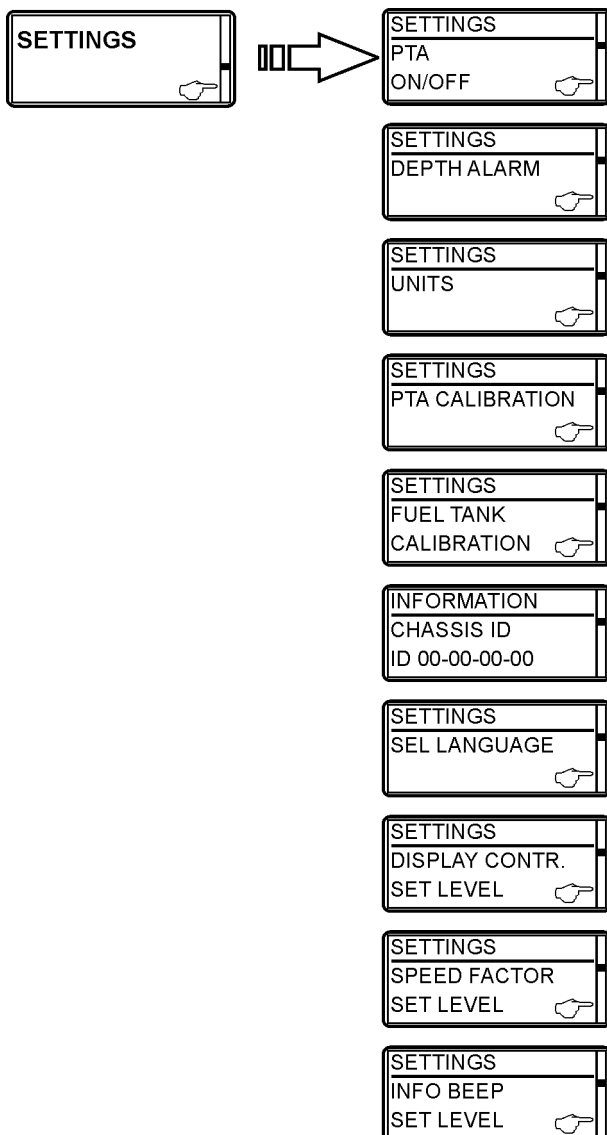 SETTINGS
SETTINGS
PTA
ON/OFF
SETTINGS
DEPTH ALARM
SETTINGS
UNITS
SETTINGS
PTA CALIBRATION
SETTINGS
FUEL TANK
CALIBRATION
INFORMATION
CHASSIS ID
ID 00-00-00-00
SETTINGS
SEL LANGUAGE
SETTINGS
DISPLAY CONTR.
SET LEVEL
SETTINGS
SPEED FACTOR
SET LEVEL
SETTINGS
INFO BEEP
SET LEVEL